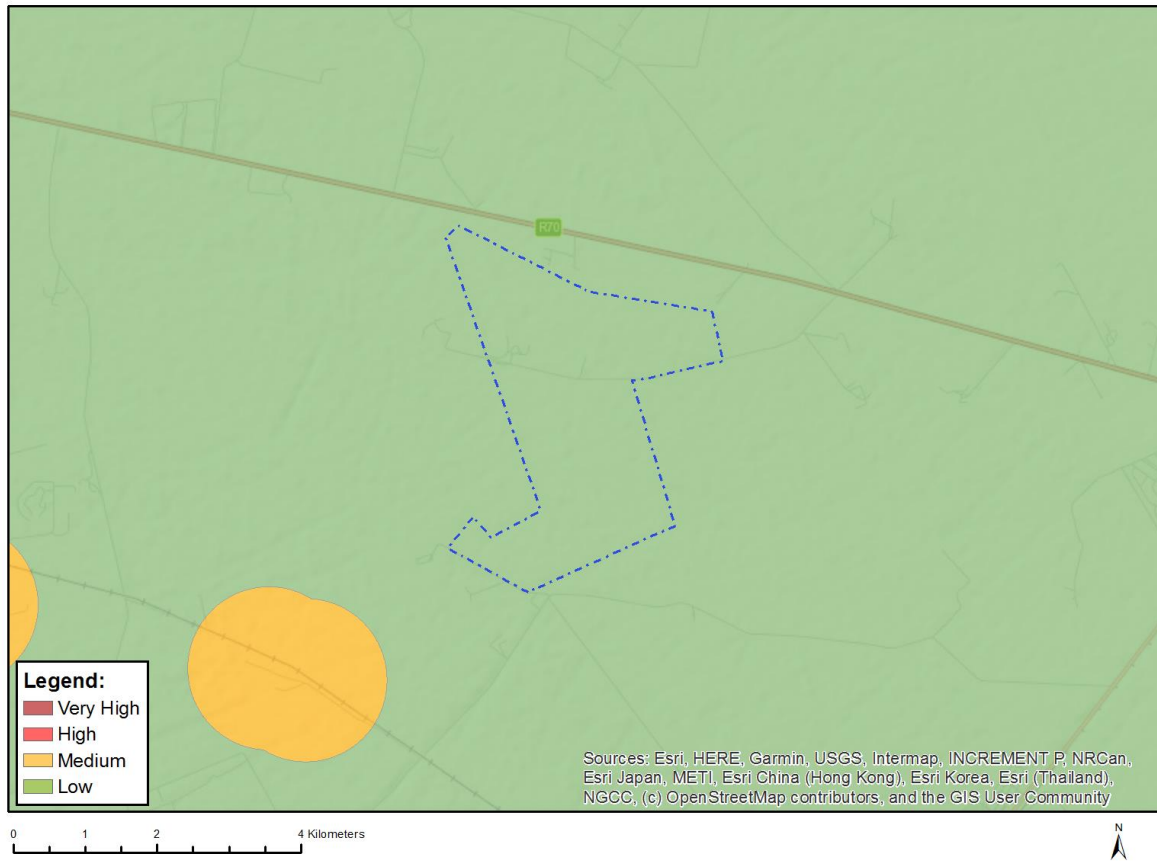 R70
Legend:
Very High
High
Medium
Low
Sources: Esri, HERE, Garmin, USGS, Intermap, INCREMENT P, NRCan,
Esri Japan, METI, Esri China (Hong Kong), Esri Korea, Esri (Thailand),
NGCC, (c) OpenStreetMap contributors, and the GIS User Community
0 1 2 4 Kilometers
N